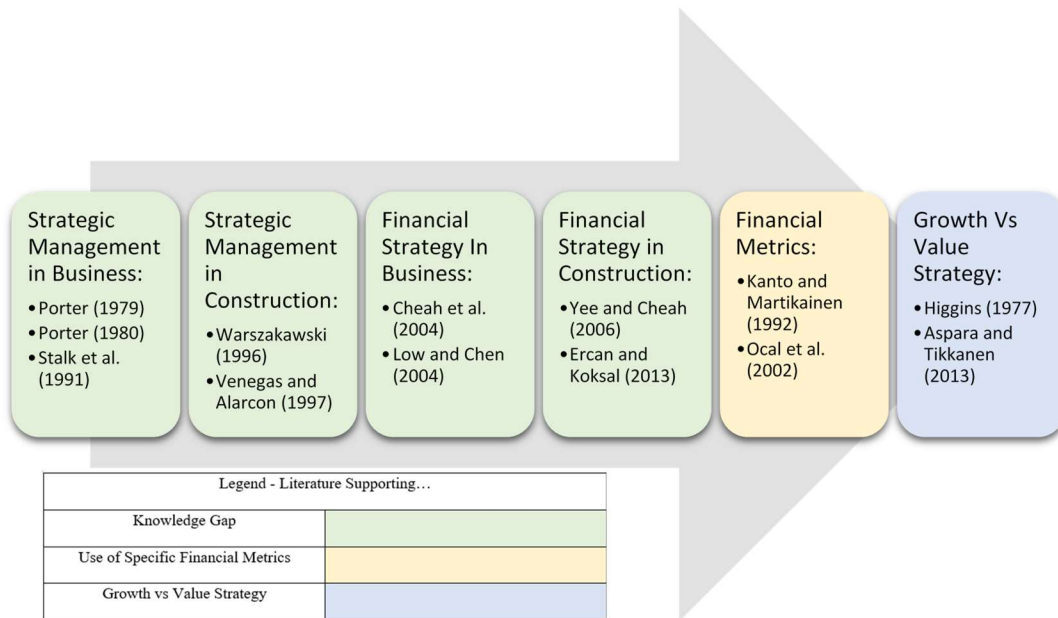 Strategic
Management
in Business:
•Porter (1979)
•Porter (1980)
•Stalk et al.
(1991)
Strategic
Management
in
Construction:
•Warszakawski
(1996)
•Venegas and
Alarcon (1997)
Financial
Strategy In
Business:
•Cheah et al.
(2004)
•Low and Chen
(2004)
Financial
Strategy in
Construction:
•Yee and Cheah
(2006)
•Ercan and
Koksal (2013)
Financial
Metrics:
•Kanto and
Martikainen
(1992)
•Ocal et al.
(2002)
Growth Vs
Value
Strategy:
•Higgins (1977)
•Aspara and
Tikkanen
(2013)
Legend - Literature Supporting…
Knowledge Gap
Use of Specific Financial Metrics
Growth vs Value Strategy